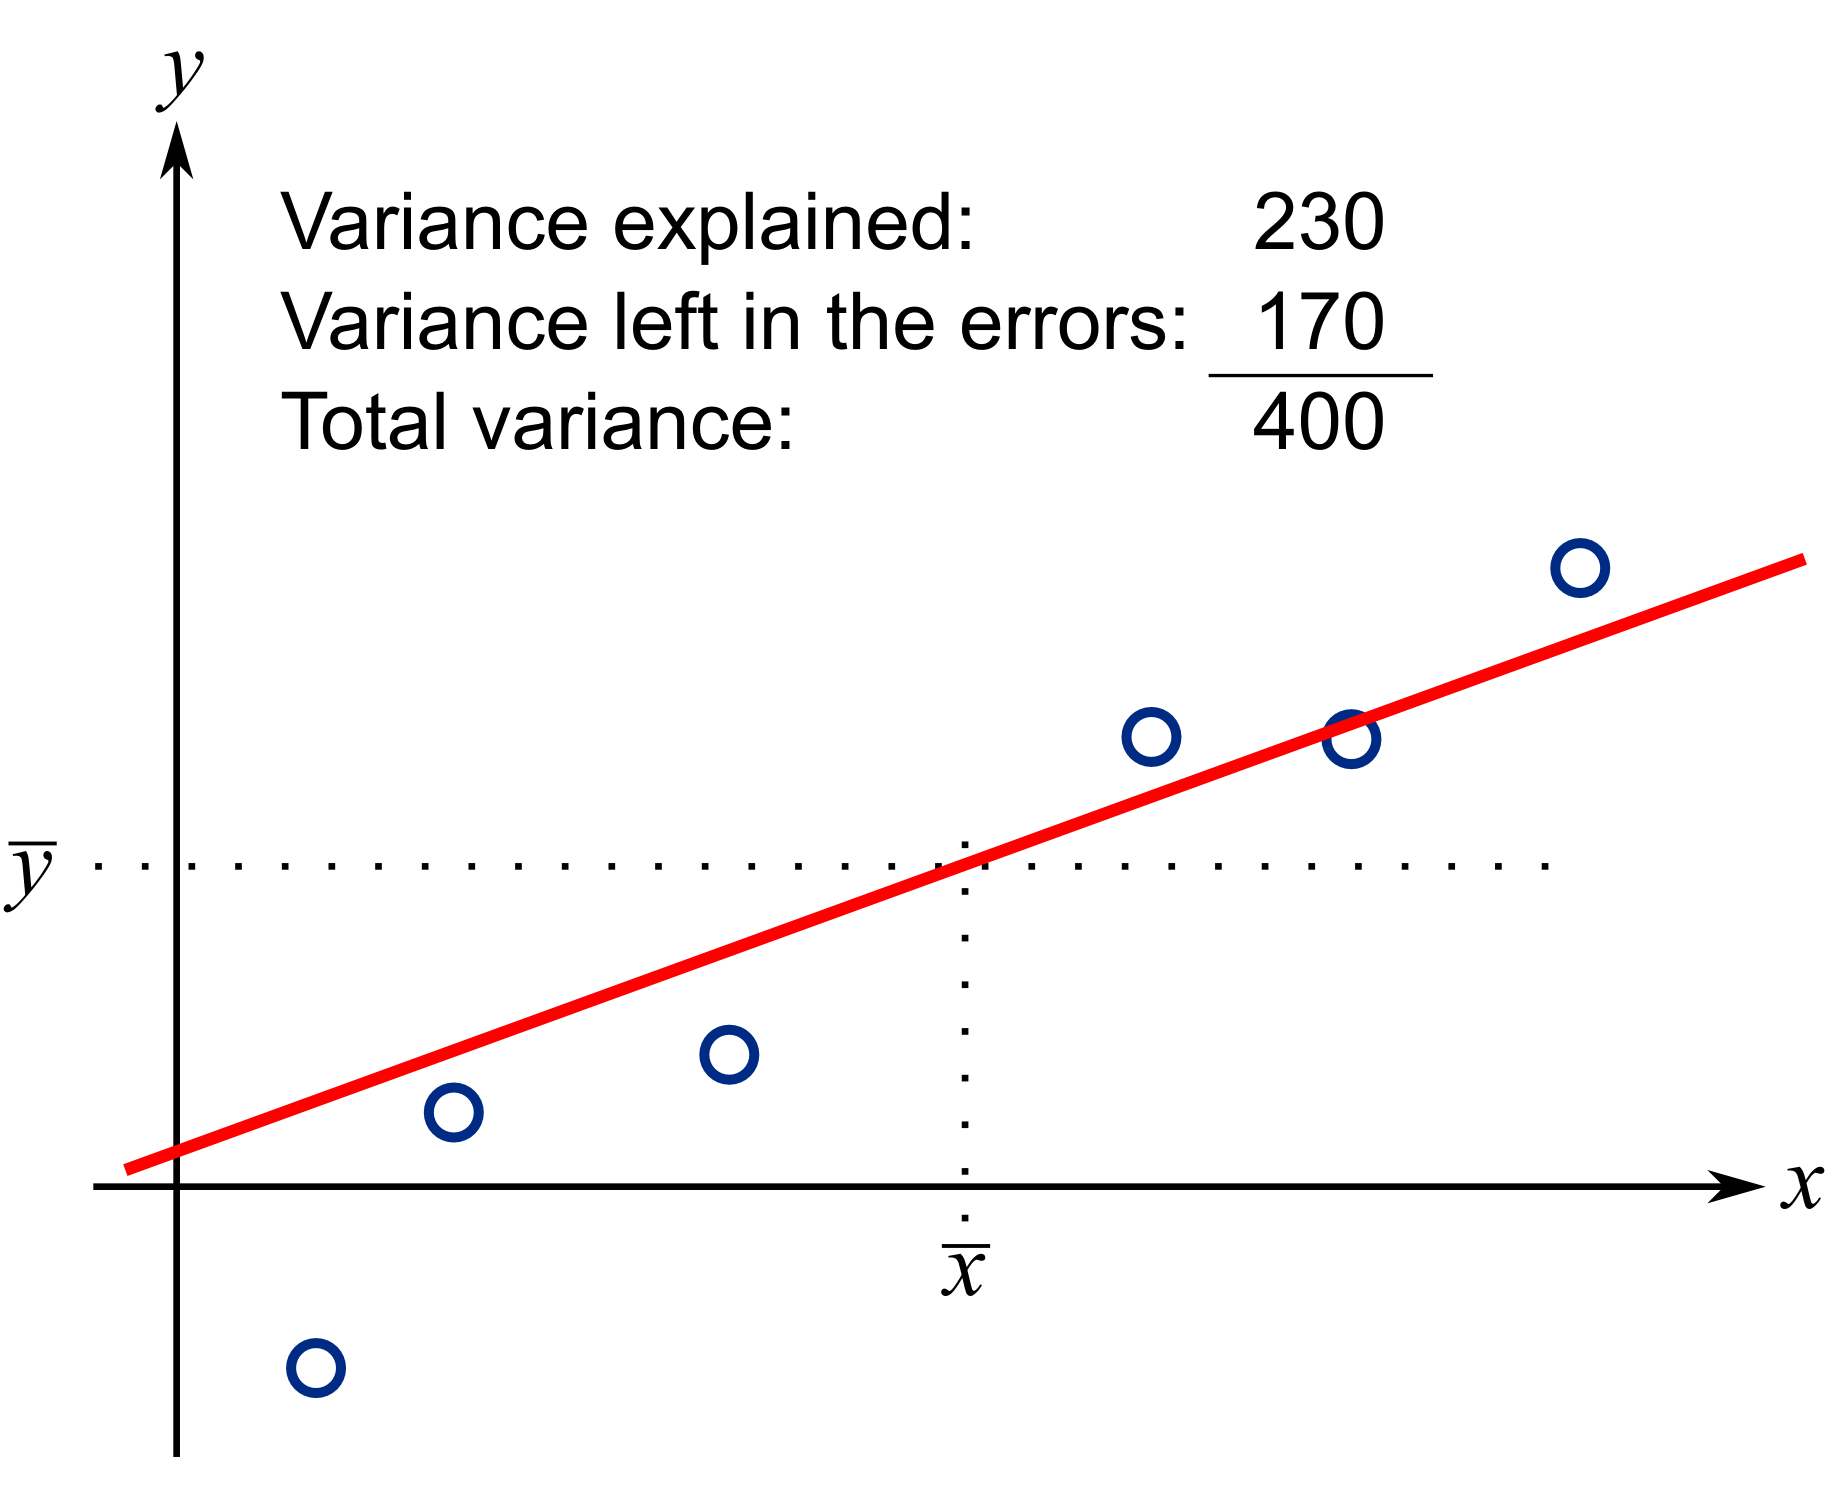 y
Variance explained: 230
Variance left in the errors: 170
Total variance: 400
y̅
x
x̅